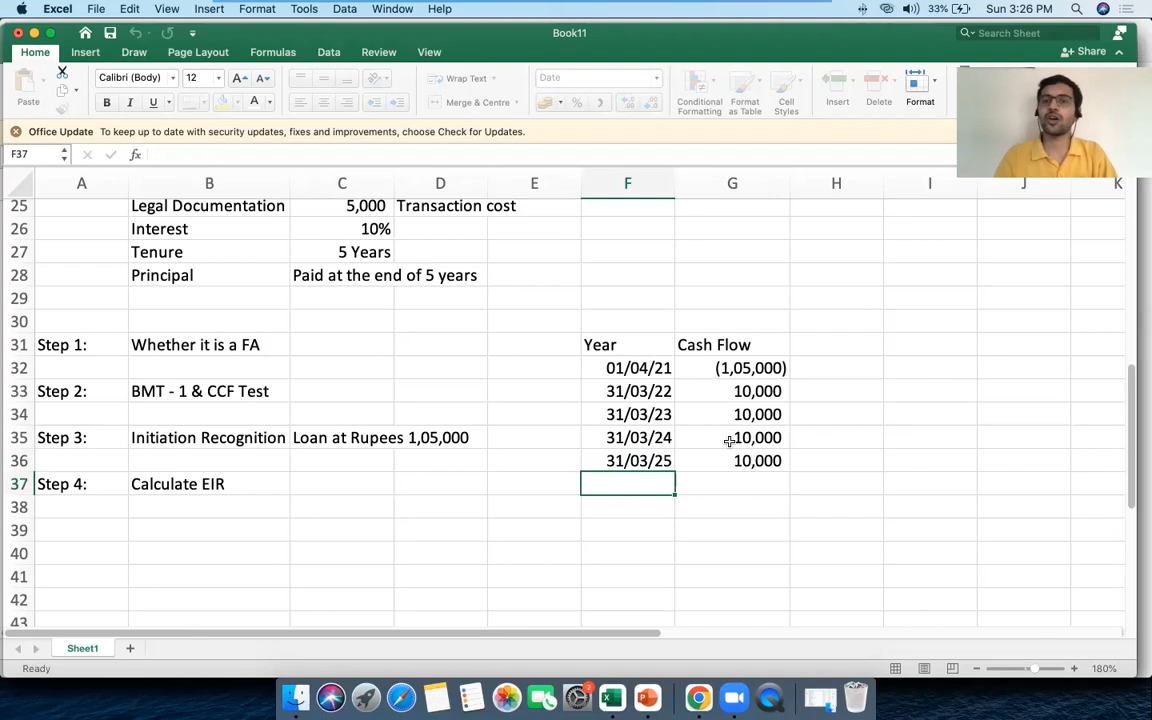 Excel File Edit View Insert Format Tools Data Window Help 33% Sun 3:26 PM
Book11
Search Sheet
Home Insert Draw Page Layout Formulas Data Review View
Share
Paste
Calibri (Body) 12 A A
Wrap Text
Date
B I U A
Merge & Centre
%
Conditional Formatting
Format as Table
Cell Styles
Insert
Delete
Format
Office Update To keep up to date with security updates, fixes and improvements, choose Check for Updates.
F37 fx
A B C D E F G H I J K
25 Legal Documentation 5,000 Transaction cost
26 Interest 10%
27 Tenure 5 Years
28 Principal Paid at the end of 5 years
29
30
31 Step 1: Whether it is a FA Year Cash Flow
32 01/04/21 (1,05,000)
33 Step 2: BMT - 1 & CCF Test 31/03/22 10,000
34 31/03/23 10,000
35 Step 3: Initiation Recognition Loan at Rupees 1,05,000 31/03/24 10,000
36 31/03/25 10,000
37 Step 4: Calculate EIR
38
39
40
41
42
43
Sheet1
Ready 180%
2